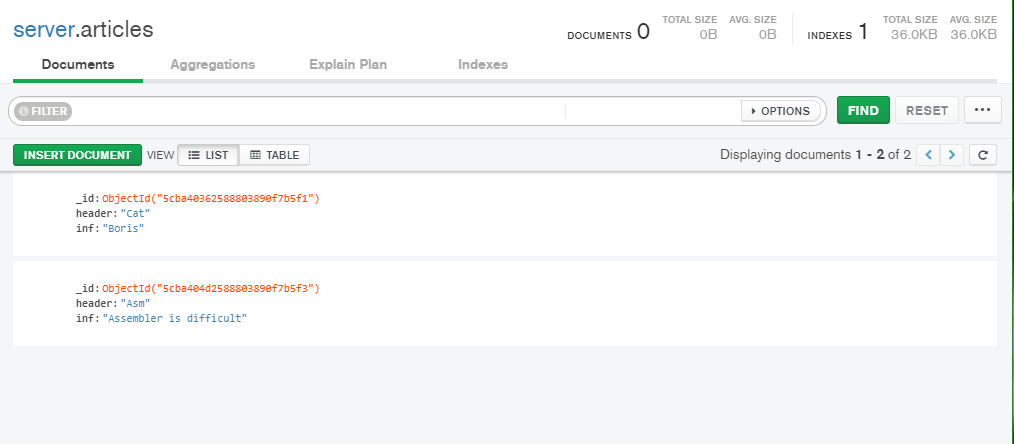 server.articles
DOCUMENTS 0 TOTAL SIZE 0B AVG. SIZE 0B INDEXES 1 TOTAL SIZE 36.0KB AVG. SIZE 36.0KB
Documents Aggregations Explain Plan Indexes
FILTER OPTIONS FIND RESET ...
INSERT DOCUMENT VIEW LIST TABLE Displaying documents 1 - 2 of 2 < > C
_id: ObjectId("5cba40362588803890f7b5f1")
header: "Cat"
inf: "Boris"
_id: ObjectId("5cba404d2588803890f7b5f3")
header: "Asm"
inf: "Assembler is difficult"